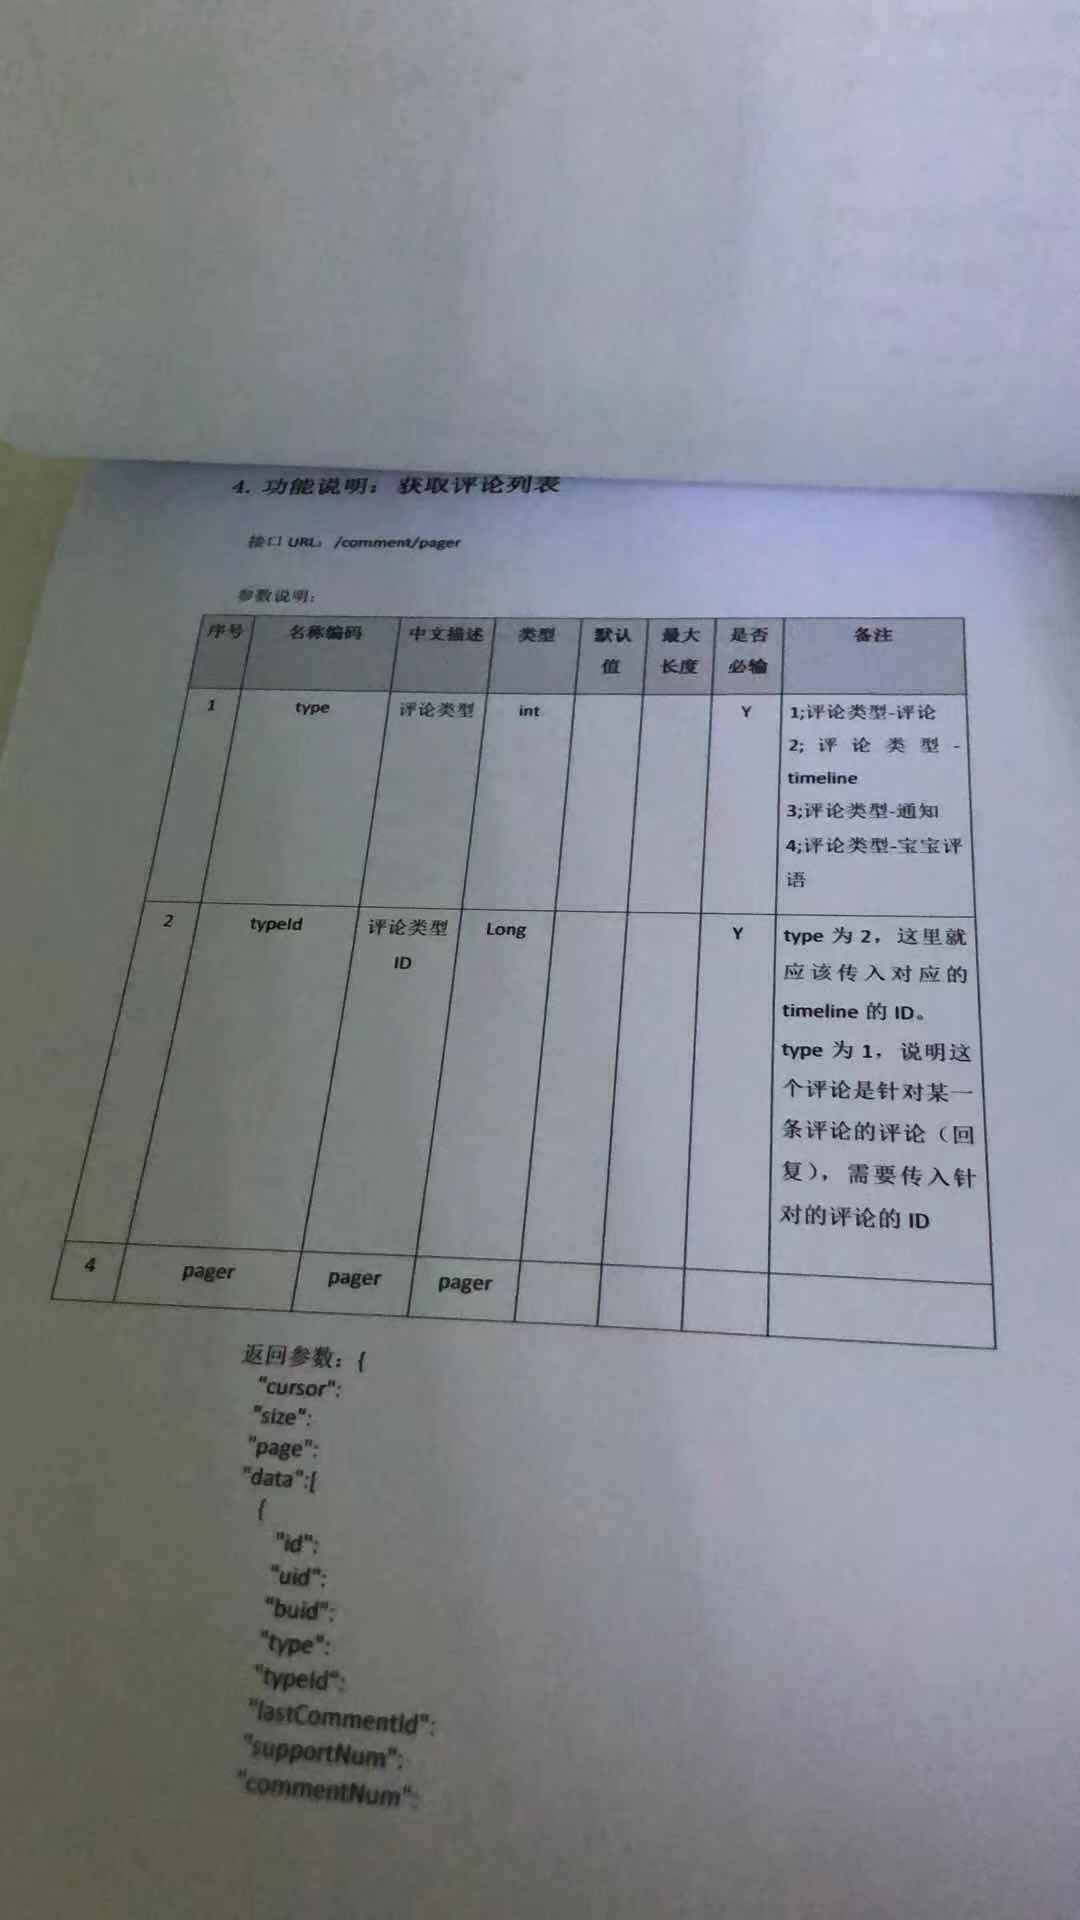 4. 功能说明： 获取评论列表
接口 URL： /comment/pager
参数说明：
序号 名称编码 中文描述 类型 默认 最大 是否 备注
值 长度 必输
1 type 评论类型 int Y 1;评论类型-评论
2; 评 论 类 型 -
timeline
3;评论类型-通知
4;评论类型-宝宝评
语
2 typeId 评论类型 Long Y type 为 2，这里就
ID 应该传入对应的
timeline 的 ID。
type 为 1，说明这
个评论是针对某一
条评论的评论（回
复），需要传入针
对的评论的 ID
4 pager pager pager
返回参数：{
"cursor":
"size":
"page":
"data":[
{
"id":
"uid":
"buid":
"type":
"typeId":
"lastCommentId":
"supportNum":
"commentNum":